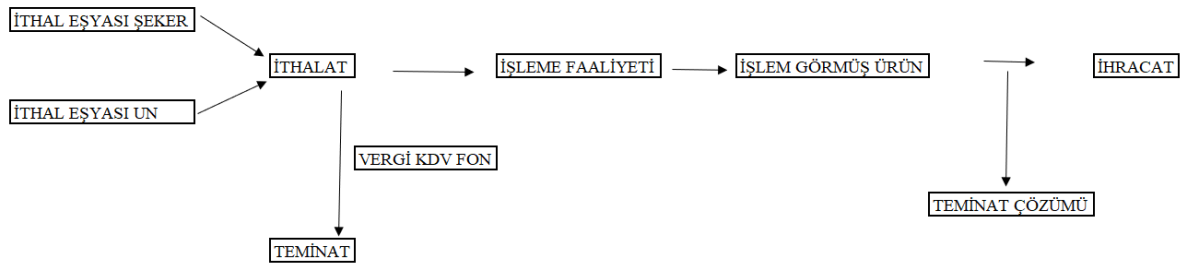 İTHAL EŞYASI ŞEKER
İTHALAT
İŞLEME FAALİYETİ
İŞLEM GÖRMÜŞ ÜRÜN
İHRACAT
İTHAL EŞYASI UN
VERGİ KDV FON
TEMİNAT ÇÖZÜMÜ
TEMİNAT